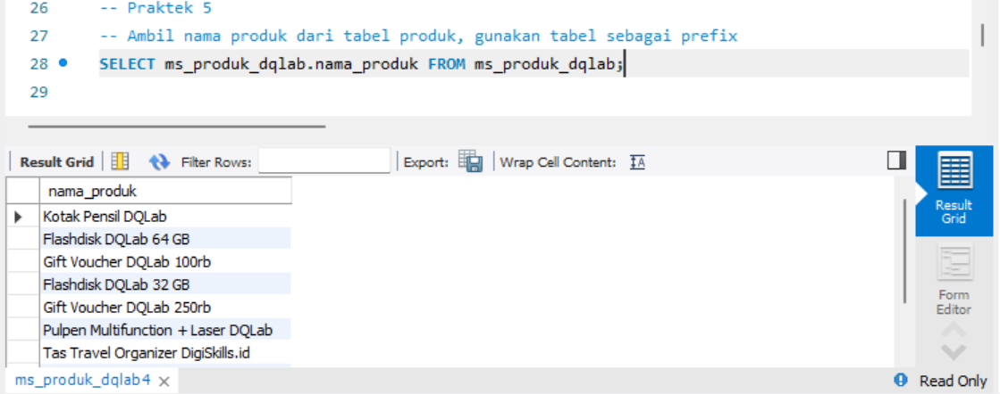 26 -- Praktek 5
27 -- Ambil nama produk dari tabel produk, gunakan tabel sebagai prefix
28 SELECT ms_produk_dqlab.nama_produk FROM ms_produk_dqlab;
29
Result Grid Filter Rows: Export: Wrap Cell Content: IA
nama_produk
Kotak Pensil DQLab
Flashdisk DQLab 64 GB
Gift Voucher DQLab 100rb
Flashdisk DQLab 32 GB
Gift Voucher DQLab 250rb
Pulpen Multifunction + Laser DQLab
Tas Travel Organizer DigiSkills.id
Result
Grid
Form
Editor
ms_produk_dqlab4 ×
Read Only